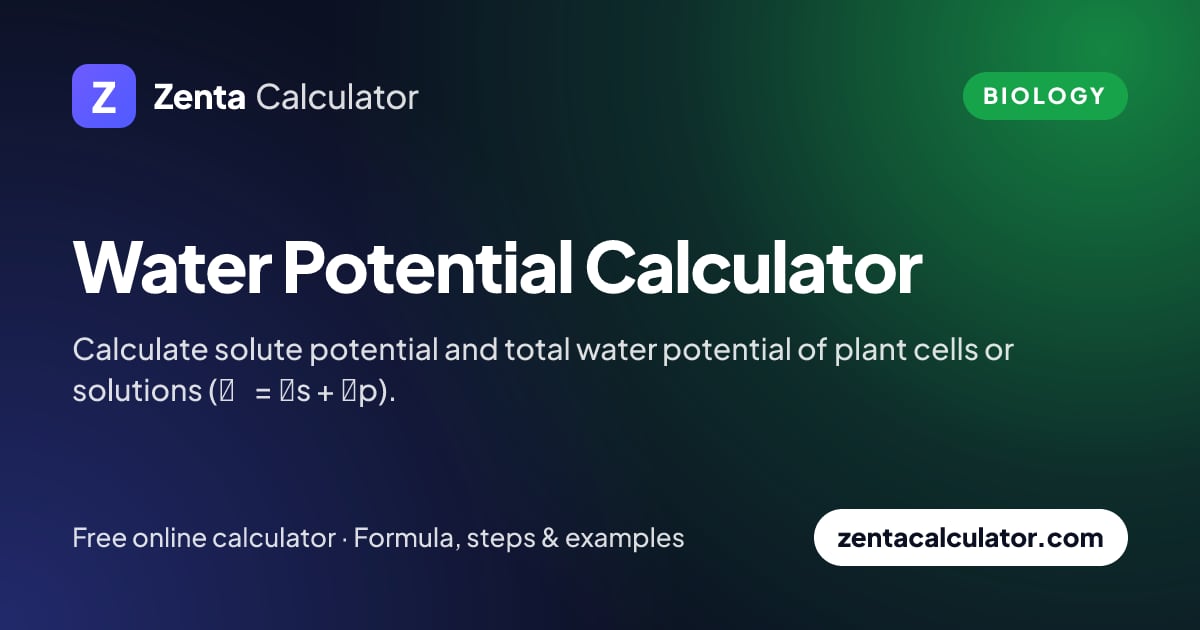 Z
Zenta Calculator
BIOLOGY
Water Potential Calculator
Calculate solute potential and total water potential of plant cells or
solutions (▯ = ▯s + ▯p).
Free online calculator · Formula, steps & examples
zentacalculator.com